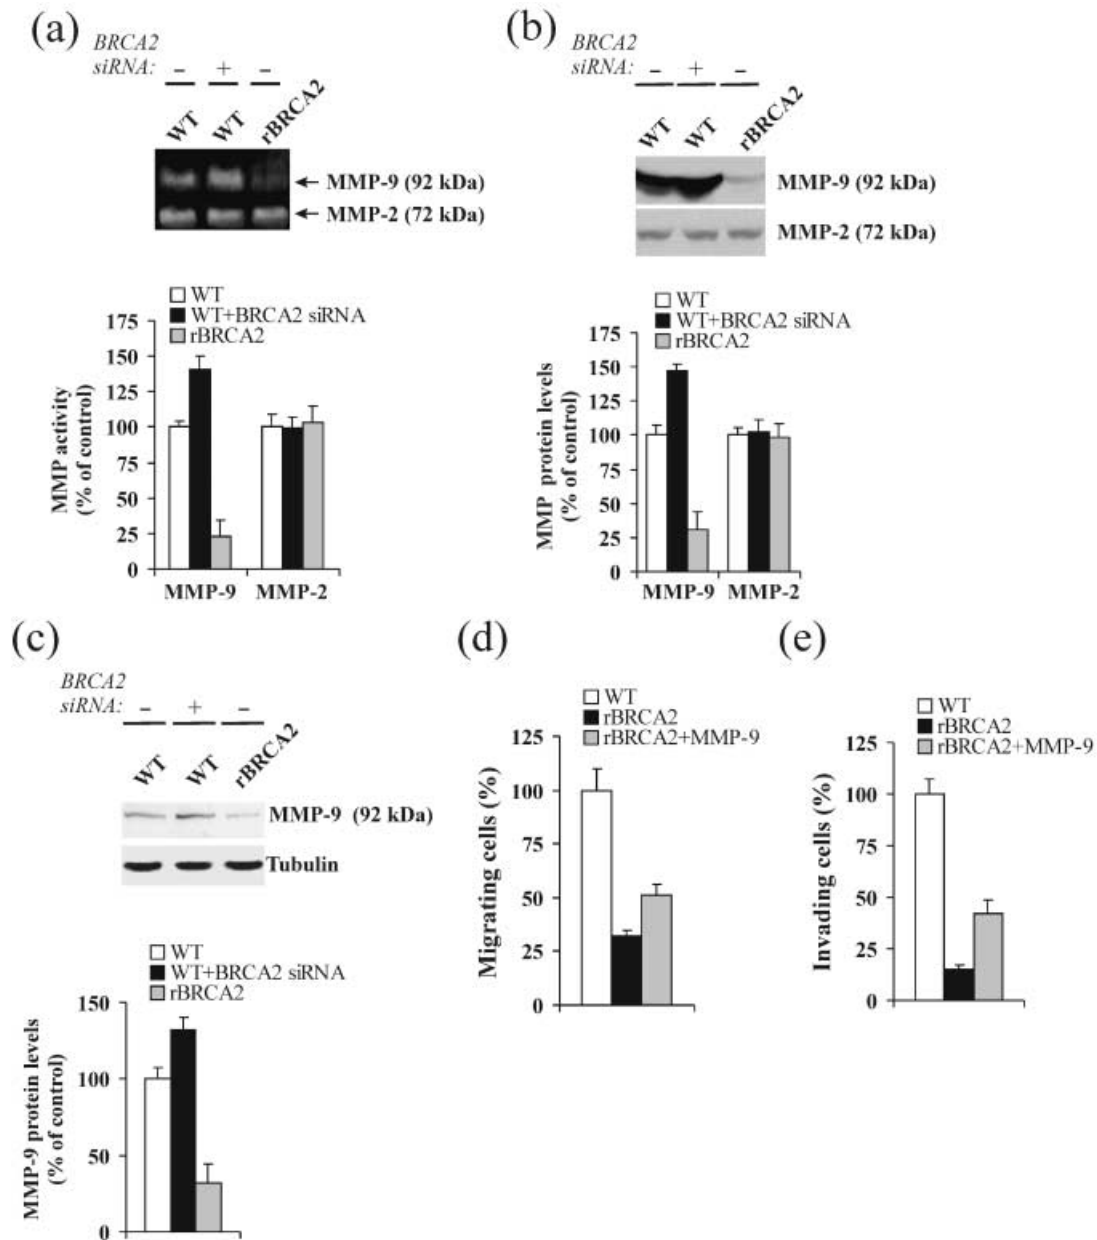 (a)
BRCA2
siRNA: – + –
WT WT rBRCA2
MMP-9 (92 kDa)
MMP-2 (72 kDa)
WT
WT+BRCA2 siRNA
rBRCA2
MMP activity
(% of control)
175
150
125
100
75
50
25
0
MMP-9 MMP-2
(b)
BRCA2
siRNA: – + –
WT WT rBRCA2
MMP-9 (92 kDa)
MMP-2 (72 kDa)
WT
WT+BRCA2 siRNA
rBRCA2
MMP protein levels
(% of control)
175
150
125
100
75
50
25
0
MMP-9 MMP-2
(c)
BRCA2
siRNA: – + –
WT WT rBRCA2
MMP-9 (92 kDa)
Tubulin
WT
WT+BRCA2 siRNA
rBRCA2
MMP-9 protein levels
(% of control)
150
100
50
0
(d)
WT
rBRCA2
rBRCA2+MMP-9
Migrating cells (%)
125
100
75
50
25
0
(e)
WT
rBRCA2
rBRCA2+MMP-9
Invading cells (%)
125
100
75
50
25
0